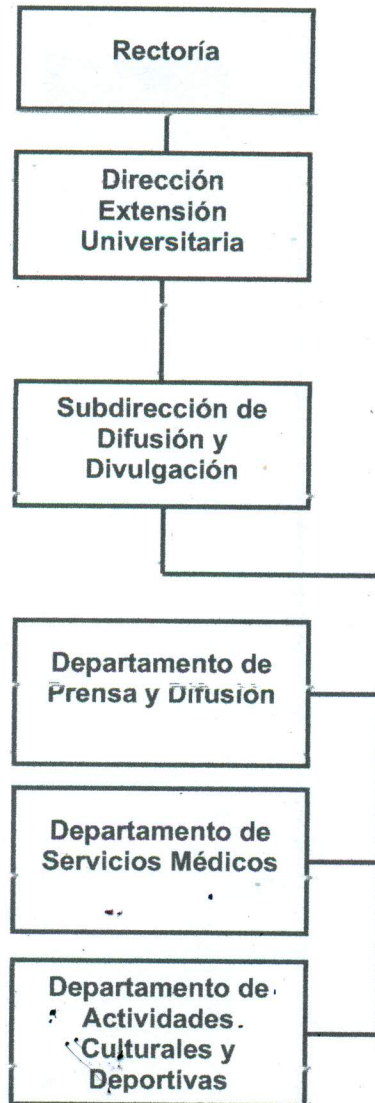 Rectoría
Dirección
Extensión
Universitaria
Subdirección de
Difusión y
Divulgación
Departamento de
Prensa y Difusión
Departamento de
Servicios Médicos
Departamento de
Actividades
Culturales y
Deportivas